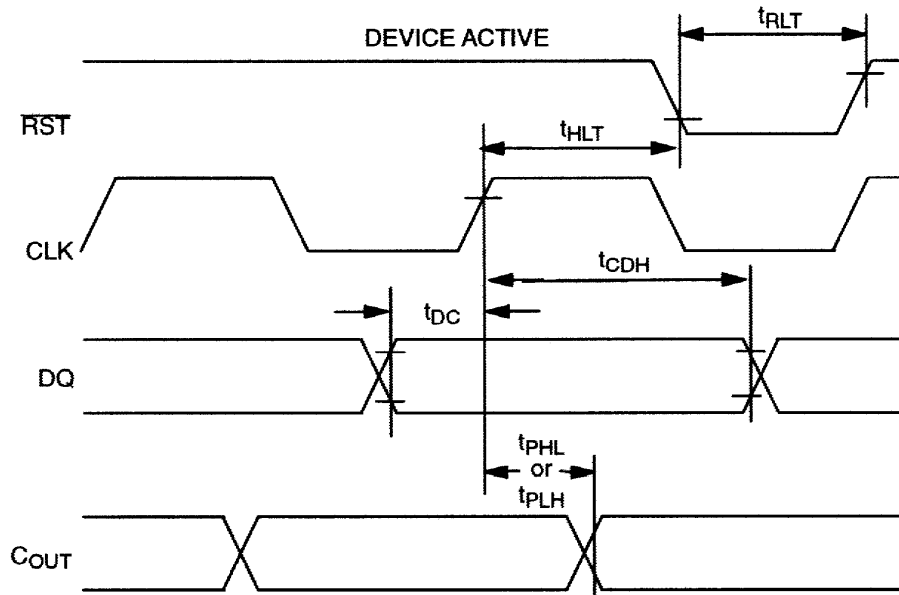 DEVICE ACTIVE
tRLT
RST
tHLT
CLK
tCDH
tDC
DQ
tPHL
or
tPLH
COUT